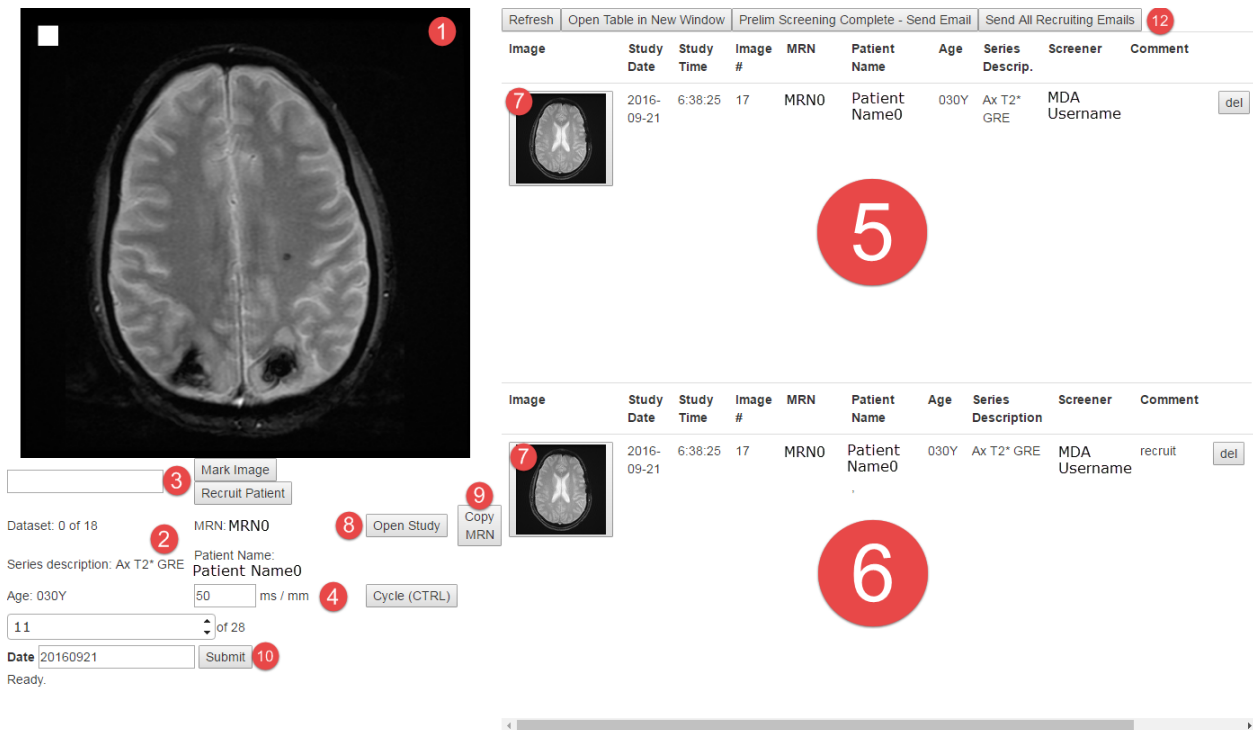 1
Mark Image
3
Recruit Patient
9
Dataset: 0 of 18 MRN: MRN0 8 Open Study Copy MRN
2
Series description: Ax T2* GRE Patient Name:
Patient Name0
Age: 030Y 50 ms / mm 4 Cycle (CTRL)
11 of 28
Date 20160921 Submit 10
Ready.
Refresh Open Table in New Window Prelim Screening Complete - Send Email Send All Recruiting Emails 12
Image Study Study Image MRN Patient Age Series Screener Comment
Date Time # Name Descrip.
7 2016- 6:38:25 17 MRN0 Patient 030Y Ax T2* MDA del
09-21 Name0 GRE Username
5
Image Study Study Image MRN Patient Age Series Screener Comment
Date Time # Name Description
7 2016- 6:38:25 17 MRN0 Patient 030Y Ax T2* GRE MDA recruit del
09-21 Name0 Username
,
6